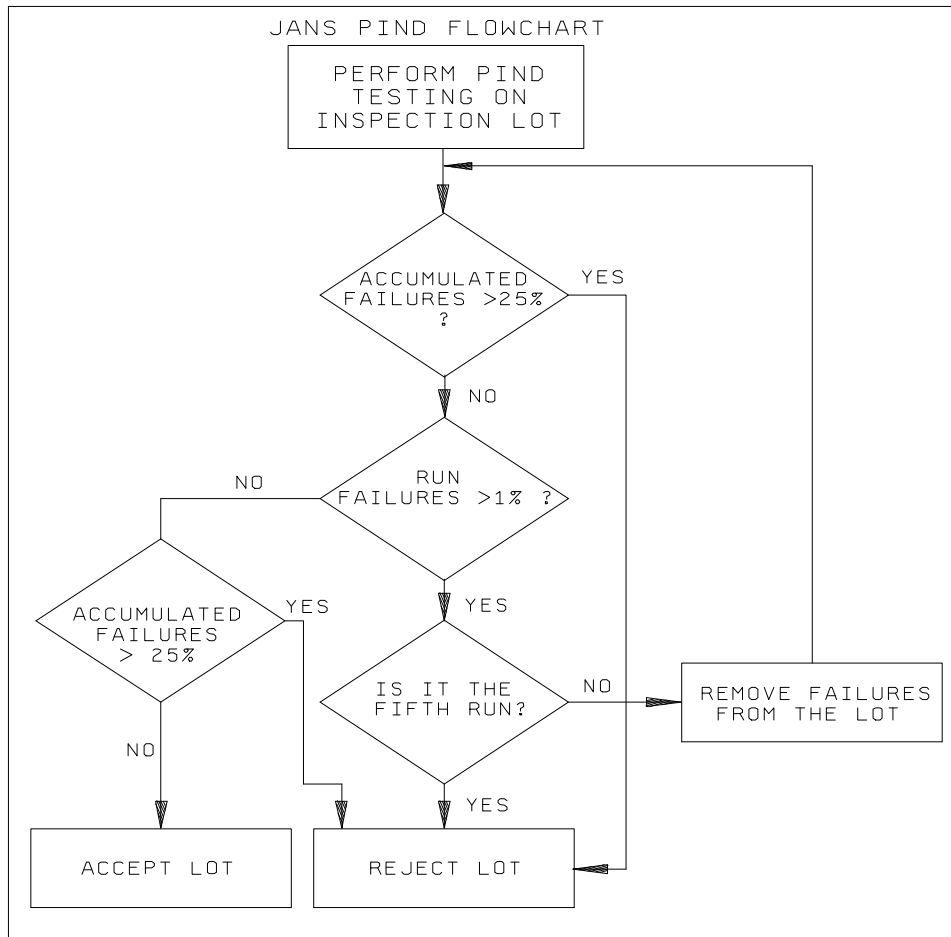 JANS PIND FLOWCHART
PERFORM PIND
TESTING ON
INSPECTION LOT
ACCUMULATED
FAILURES >25%
?
YES
NO
RUN
FAILURES >1% ?
NO
YES
ACCUMULATED
FAILURES
> 25%
YES
NO
IS IT THE
FIFTH RUN?
NO
YES
REMOVE FAILURES
FROM THE LOT
ACCEPT LOT
REJECT LOT